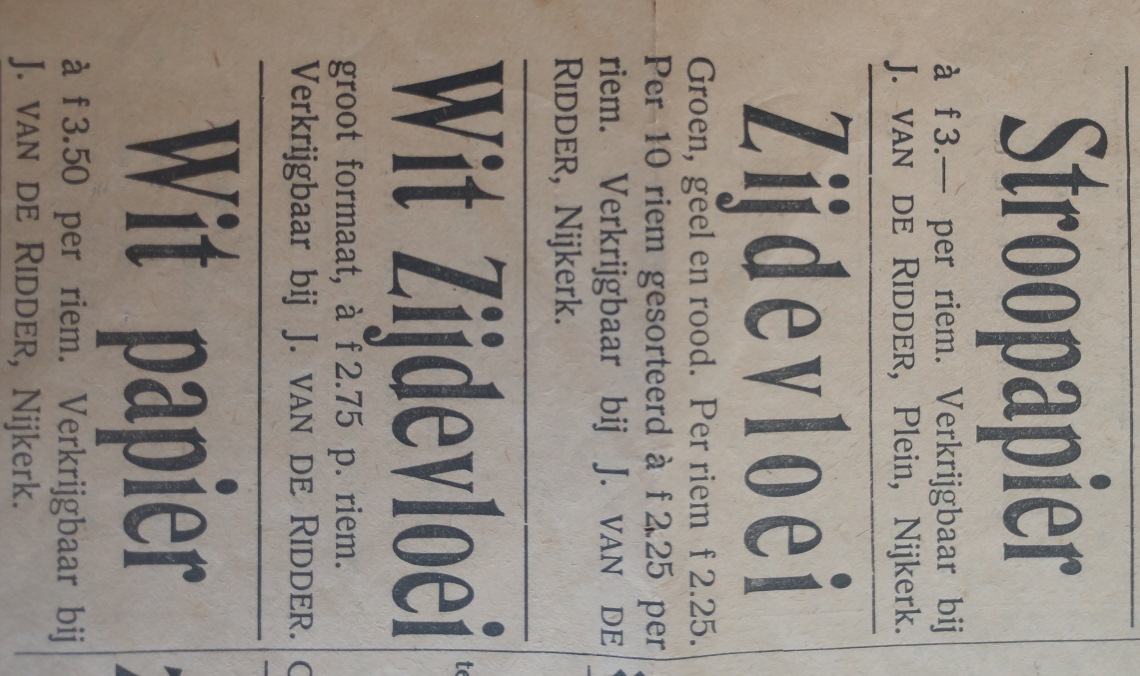 Stroopapier
à f 3.— per riem. Verkrijgbaar bij
J. VAN DE RIDDER, Plein, Nijkerk.
Zijdevloei
Groen, geel en rood. Per riem f 2.25.
Per 10 riem gesorteerd à f 2.25 per
riem. Verkrijgbaar bij J. VAN DE
RIDDER, Nijkerk.
Wit Zijdevloei
groot formaat, à f 2.75 p. riem.
Verkrijgbaar bij J. VAN DE RIDDER.
Wit papier
à f 3.50 per riem. Verkrijgbaar bij
J. VAN DE RIDDER, Nijkerk.